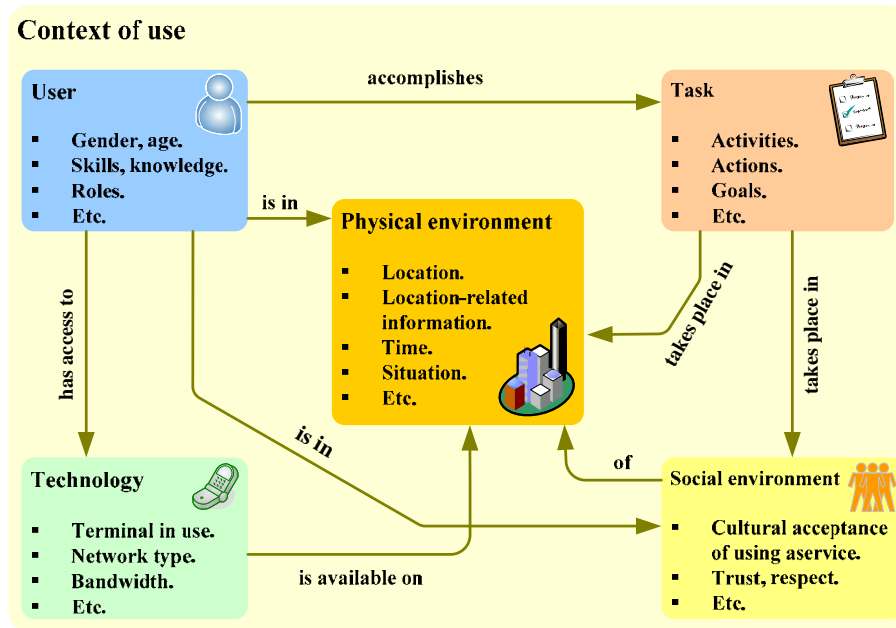 Context of use
User
▪ Gender, age.
▪ Skills, knowledge.
▪ Roles.
▪ Etc.
accomplishes
Task
▪ Activities.
▪ Actions.
▪ Goals.
▪ Etc.
is in
Physical environment
▪ Location.
▪ Location-related
information.
▪ Time.
▪ Situation.
▪ Etc.
takes place in
takes place in
has access to
is in
of
Technology
▪ Terminal in use.
▪ Network type.
▪ Bandwidth.
▪ Etc.
is available on
Social environment
▪ Cultural acceptance
of using aservice.
▪ Trust, respect.
▪ Etc.